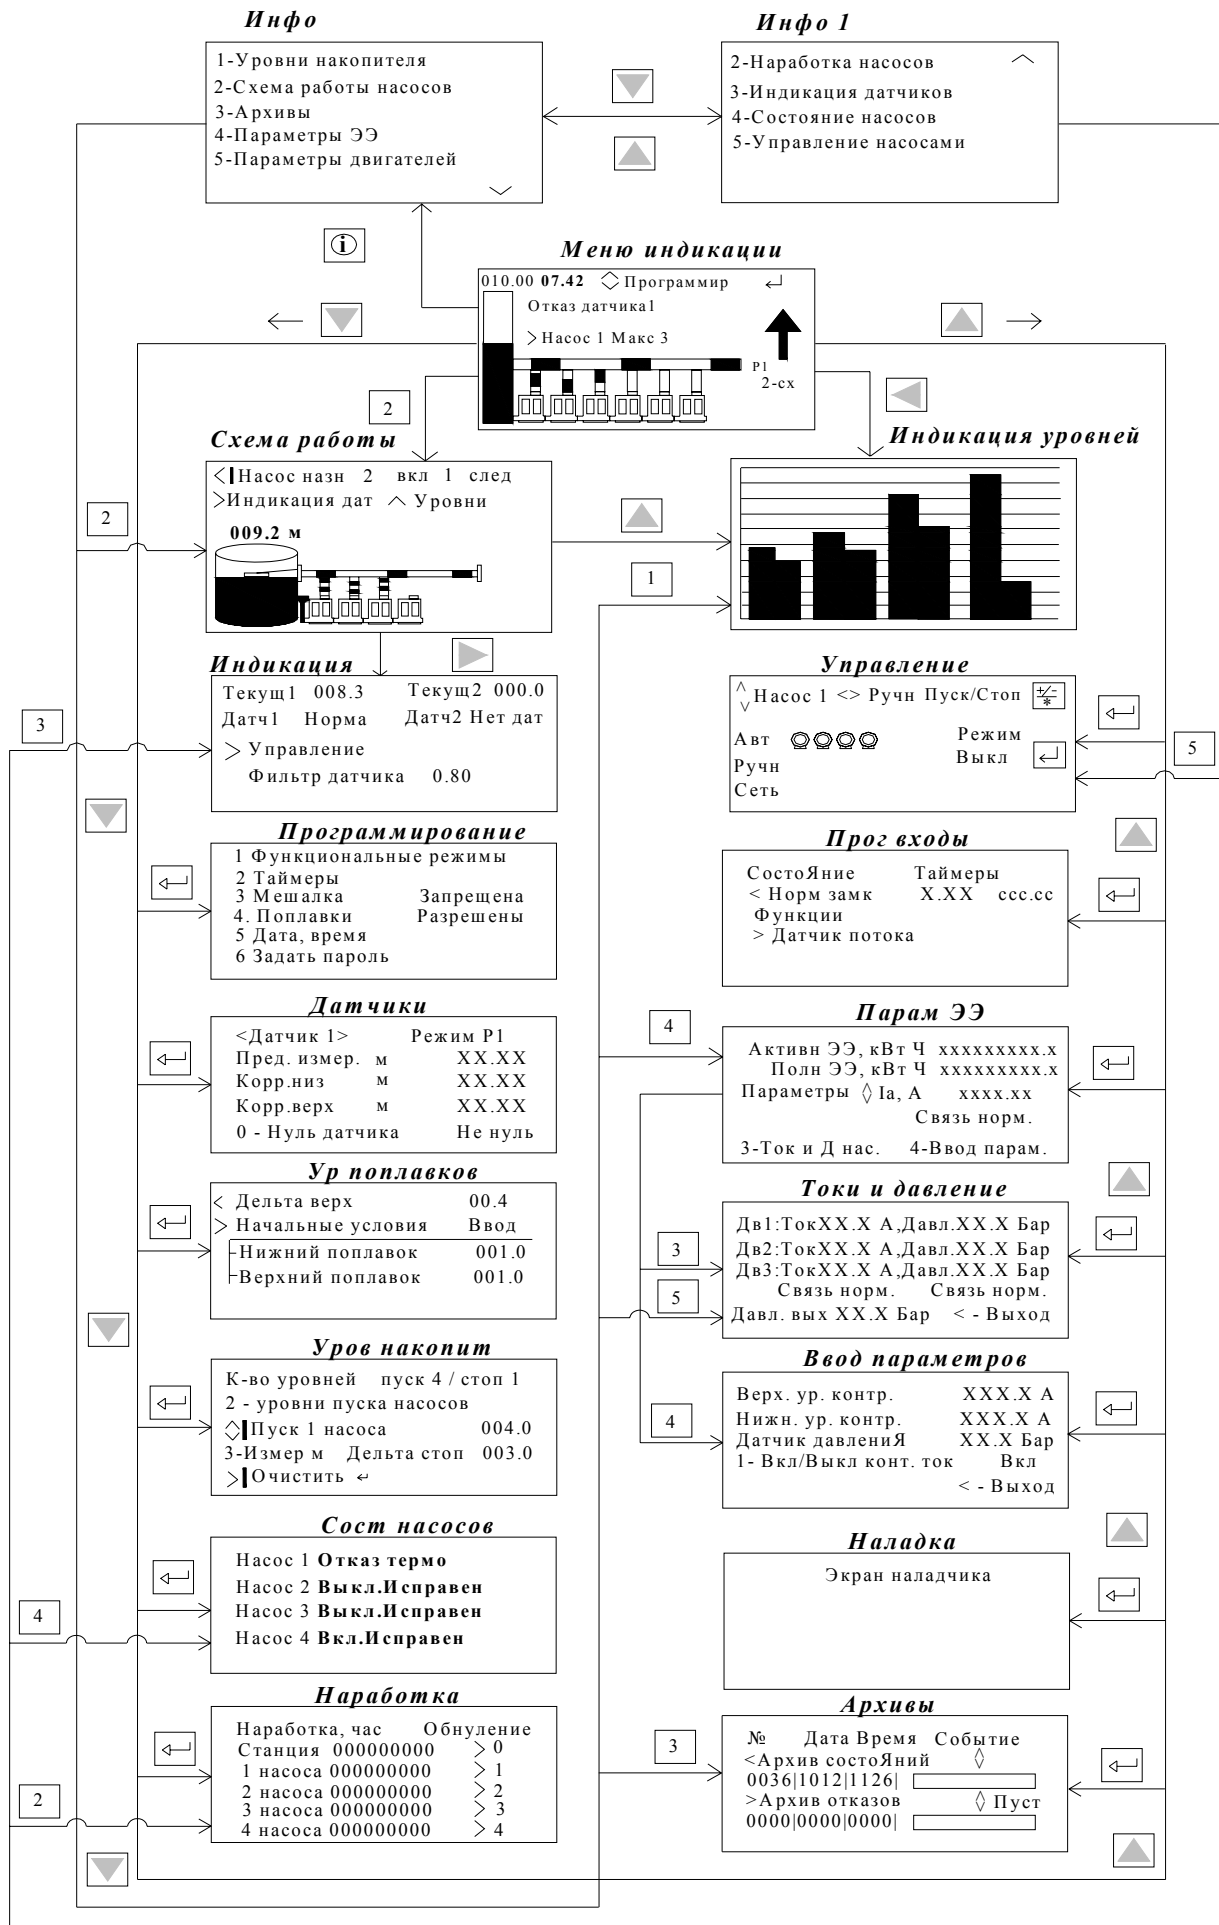 Инфо
1-Уровни накопителя
2-Схема работы насосов
3-Архивы
4-Параметры ЭЭ
5-Параметры двигателей
Инфо 1
2-Наработка насосов
3-Индикация датчиков
4-Состояние насосов
5-Управление насосами
i
Меню индикации
010.00 07.42 Программир
Отказ датчика1
>Насос 1 Макс 3
P1
2-сх
2
Схема работы
<Насос назн 2 вкл 1 след
>Индикация дат ^ Уровни
009.2 м
2
Индикация уровней
1
Индикация
Текущ1 008.3 Текущ2 000.0
Датч1 Норма Датч2 Нет дат
> Управление
Фильтр датчика 0.80
3
Управление
Насос 1 <> Ручн Пуск/Стоп +/- *
Авт Режим
Выкл
Ручн
Сеть
5
Программирование
1 Функциональные режимы
2 Таймеры
3 Мешалка Запрещена
4. Поплавки Разрешены
5 Дата, время
6 Задать пароль
Прог входы
СостоЯние Таймеры
< Норм замк X.XX ссс.сс
Функции
> Датчик потока
Датчики
<Датчик 1> Режим P1
Пред. измер. м XX.XX
Корр.низ м XX.XX
Корр.верх м XX.XX
0 - Нуль датчика Не нуль
Парам ЭЭ
Активн ЭЭ, кВт Ч xxxxxxxxx.x
Полн ЭЭ, кВт Ч xxxxxxxxx.x
Параметры Ia, A xxxx.xx
Связь норм.
3-Ток и Д нас. 4-Ввод парам.
4
Ур поплавков
< Дельта верх 00.4
> Начальные условия Ввод
Нижний поплавок 001.0
Верхний поплавок 001.0
Токи и давление
Дв1:ТокXX.X А,Давл.XX.X Бар
Дв2:ТокXX.X А,Давл.XX.X Бар
Дв3:ТокXX.X А,Давл.XX.X Бар
Связь норм. Связь норм.
Давл. вых XX.X Бар < - Выход
3
5
Уров накопит
К-во уровней пуск 4 / стоп 1
2 - уровни пуска насосов
Пуск 1 насоса 004.0
3-Измер м Дельта стоп 003.0
>Очистить ↵
Ввод параметров
Верх. ур. контр. XXX.X А
Нижн. ур. контр. XXX.X А
Датчик давлениЯ XX.X Бар
1- Вкл/Выкл конт. ток Вкл
< - Выход
4
Сост насосов
Насос 1 Отказ термо
Насос 2 Выкл.Исправен
Насос 3 Выкл.Исправен
Насос 4 Вкл.Исправен
4
Наладка
Экран наладчика
Наработка
Наработка, час Обнуление
Станция 000000000 > 0
1 насоса 000000000 > 1
2 насоса 000000000 > 2
3 насоса 000000000 > 3
4 насоса 000000000 > 4
2
Архивы
№ Дата Время Событие
<Архив состоЯний
0036|1012|1126|
>Архив отказов Пуст
0000|0000|0000|
3